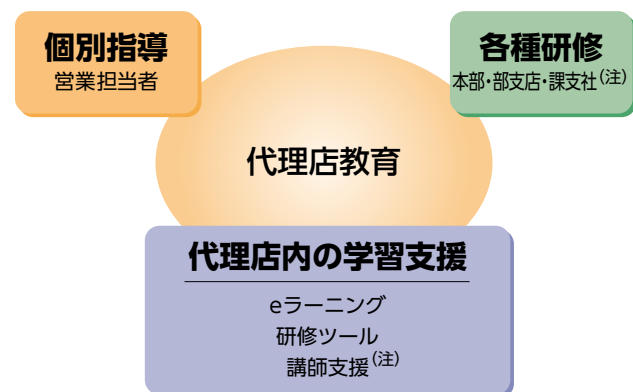 個別指導
営業担当者
各種研修
本部・部支店・課支社(注)
代理店教育
代理店内の学習支援
eラーニング
研修ツール
講師支援(注)